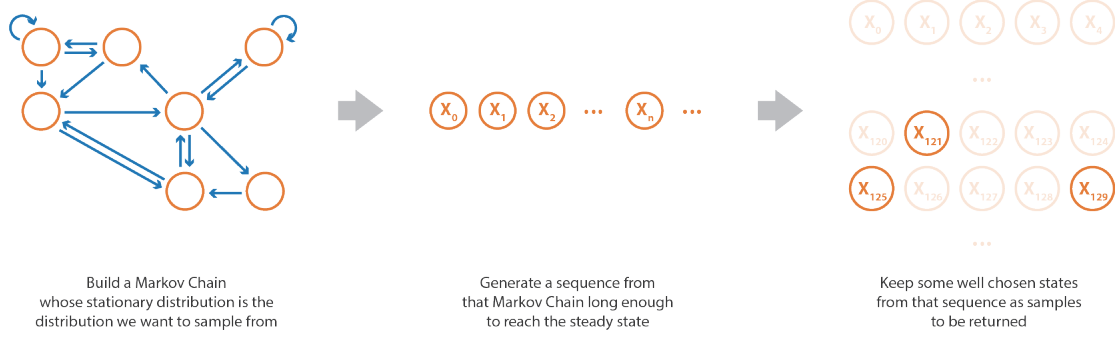 X0 X1 X2 X3 X4
...
X0 X1 X2 ... Xn ...
X120 X121 X122 X123 X124
X125 X126 X127 X128 X129
...
Build a Markov Chain
whose stationary distribution is the
distribution we want to sample from
Generate a sequence from
that Markov Chain long enough
to reach the steady state
Keep some well chosen states
from that sequence as samples
to be returned